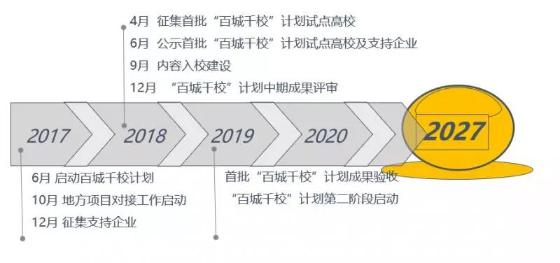 4月 征集首批“百城千校”计划试点高校
6月 公示首批“百城千校”计划试点高校及支持企业
9月 内容入校建设
12月 “百城千校”计划中期成果评审
2017 2018 2019 2020 2027
6月 启动百城千校计划
10月 地方项目对接工作启动
12月 征集支持企业
首批“百城千校”计划成果验收
“百城千校”计划第二阶段启动